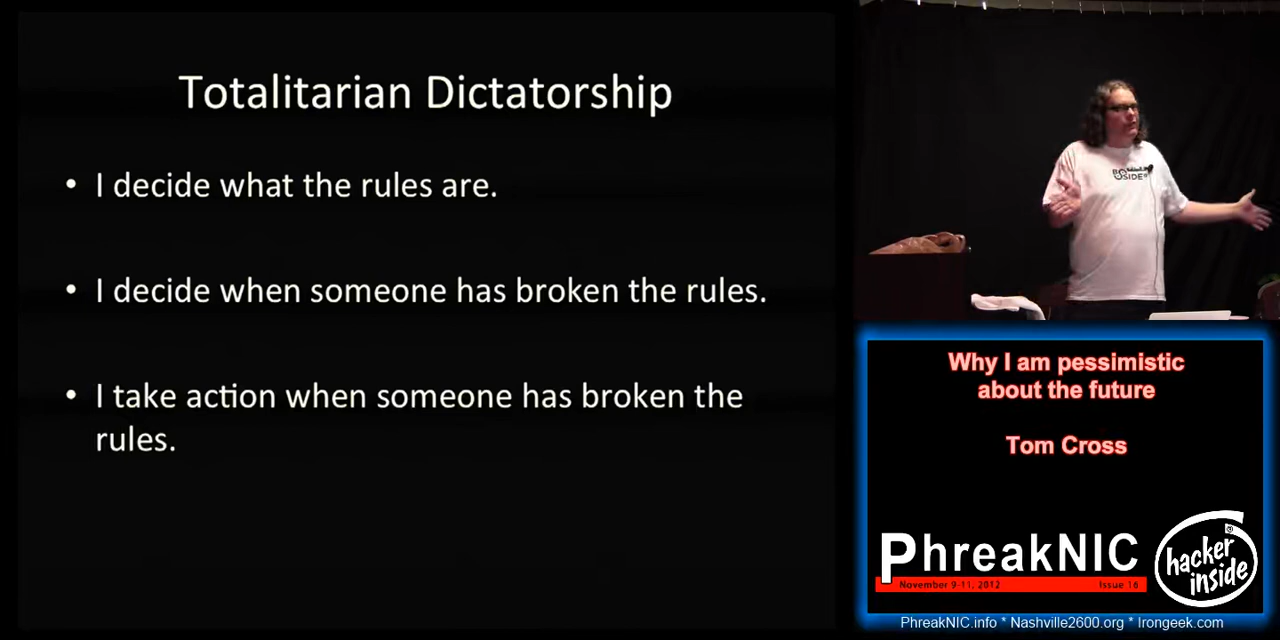 Totalitarian Dictatorship
• I decide what the rules are.
• I decide when someone has broken the rules.
• I take action when someone has broken the
rules.
BSIDES
Why I am pessimistic
about the future
Tom Cross
PhreakNIC
November 9-11, 2012 Issue 16
hacker
inside
PhreakNIC.info * Nashville2600.org * Irongeek.com